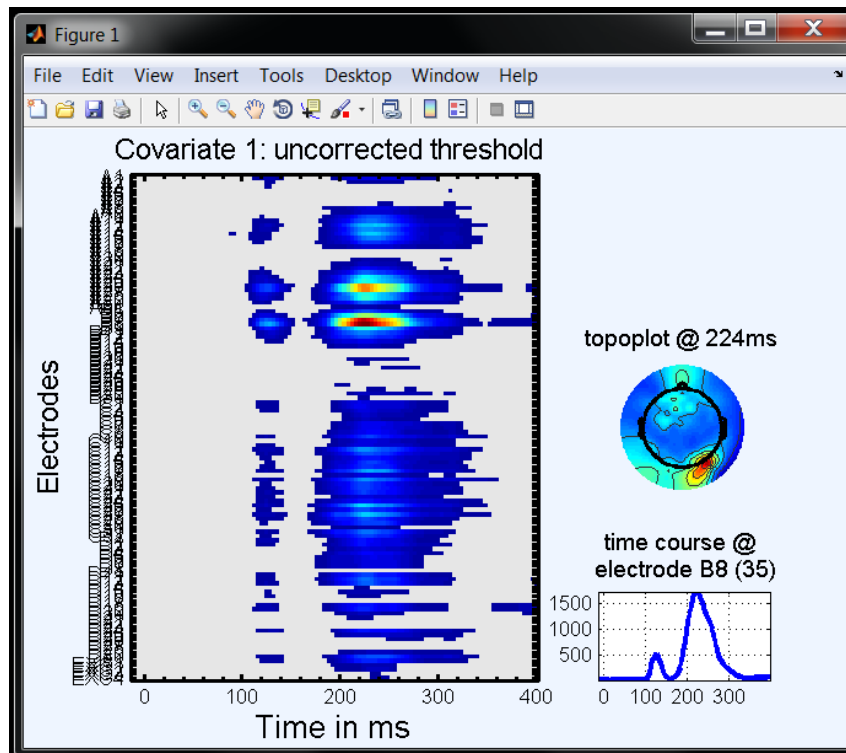 Figure 1
File Edit View Insert Tools Desktop Window Help
Covariate 1: uncorrected threshold
Electrodes
0 100 200 300 400
Time in ms
topoplot @ 224ms
time course @
electrode B8 (35)
1500
1000
500
0 100 200 300